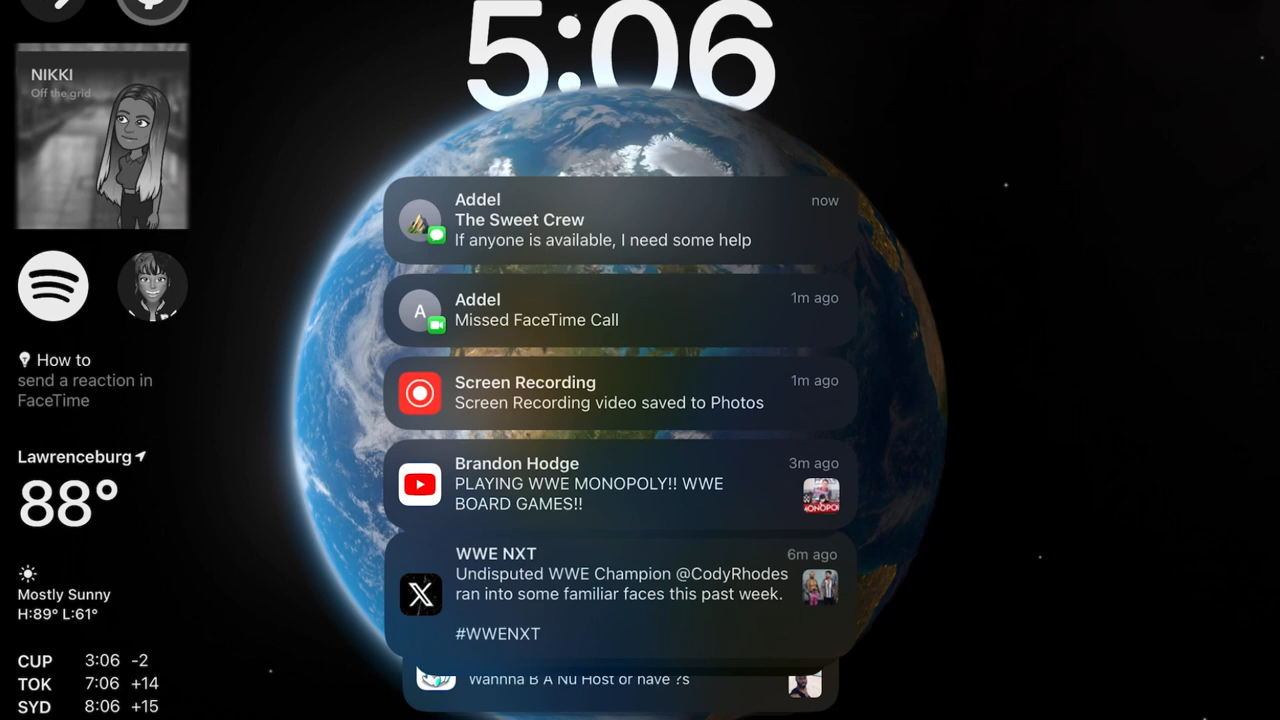 5:06
NIKKI
Off the grid
How to
send a reaction in
FaceTime
Lawrenceburg
88°
Mostly Sunny
H:89° L:61°
CUP 3:06 -2
TOK 7:06 +14
SYD 8:06 +15
Addel now
The Sweet Crew
If anyone is available, I need some help
A
Addel 1m ago
Missed FaceTime Call
Screen Recording 1m ago
Screen Recording video saved to Photos
Brandon Hodge 3m ago
PLAYING WWE MONOPOLY!! WWE
BOARD GAMES!!
MONOPO
WWE NXT 6m ago
Undisputed WWE Champion @CodyRhodes
ran into some familiar faces this past week.
#WWENXT
Wannna B A Nu Host or have ?s